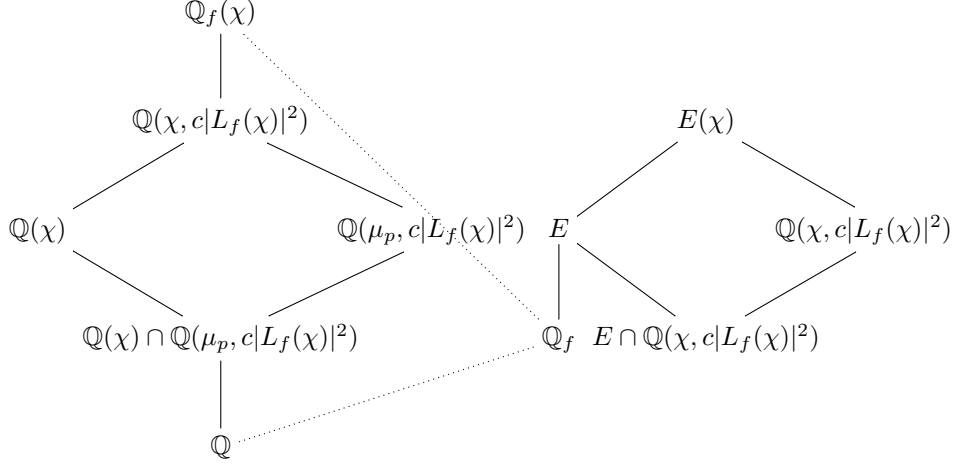 ℚ_f(χ)
ℚ(χ, c|L_f(χ)|²)
E(χ)
ℚ(χ)
ℚ(μ_p, c|L_f(χ)|²)
E
ℚ(χ, c|L_f(χ)|²)
ℚ(χ) ∩ ℚ(μ_p, c|L_f(χ)|²)
ℚ_f
E ∩ ℚ(χ, c|L_f(χ)|²)
ℚ